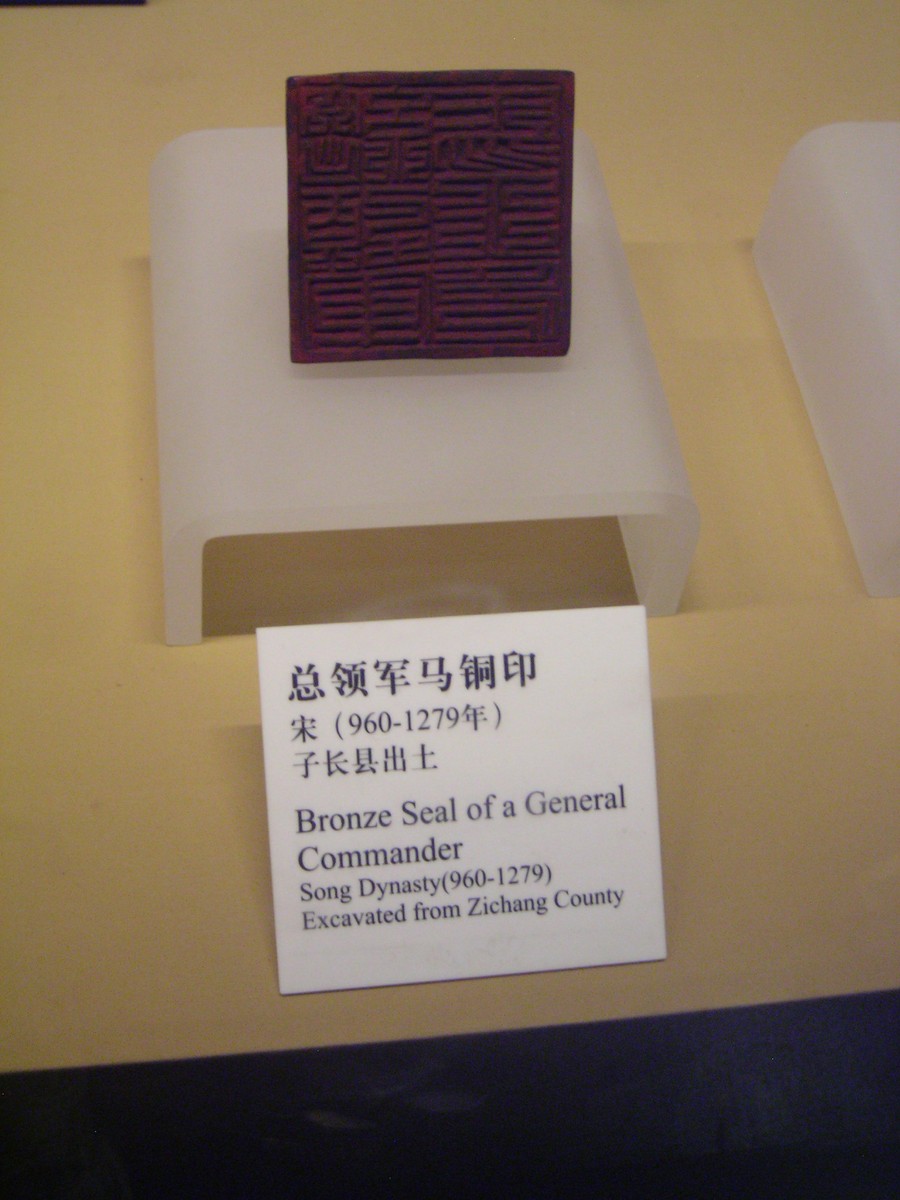 总领军马铜印
宋（960-1279年）
子长县出土
Bronze Seal of a General
Commander
Song Dynasty(960-1279)
Excavated from Zichang County